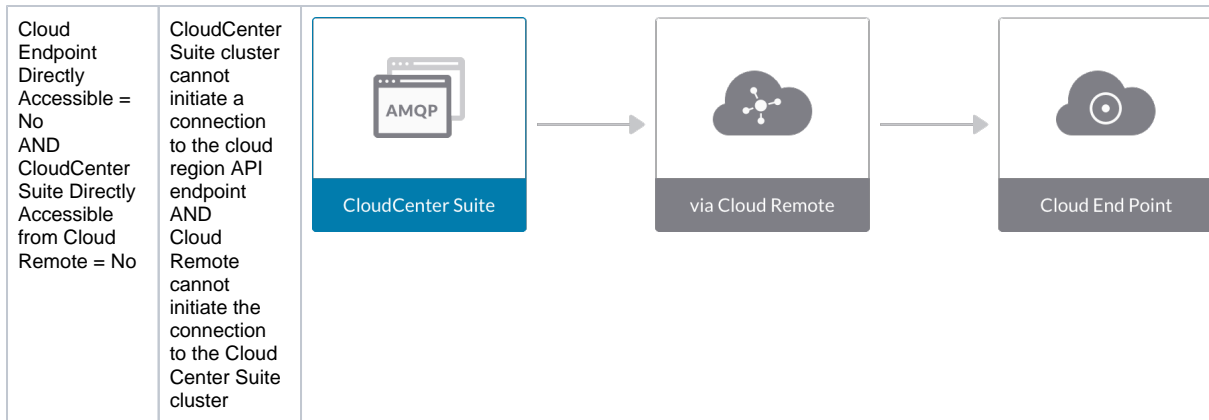 Cloud
Endpoint
Directly
Accessible =
No
AND
CloudCenter
Suite Directly
Accessible
from Cloud
Remote = No
CloudCenter
Suite cluster
cannot
initiate a
connection
to the cloud
region API
endpoint
AND
Cloud
Remote
cannot
initiate the
connection
to the Cloud
Center Suite
cluster
AMQP
CloudCenter Suite
via Cloud Remote
Cloud End Point